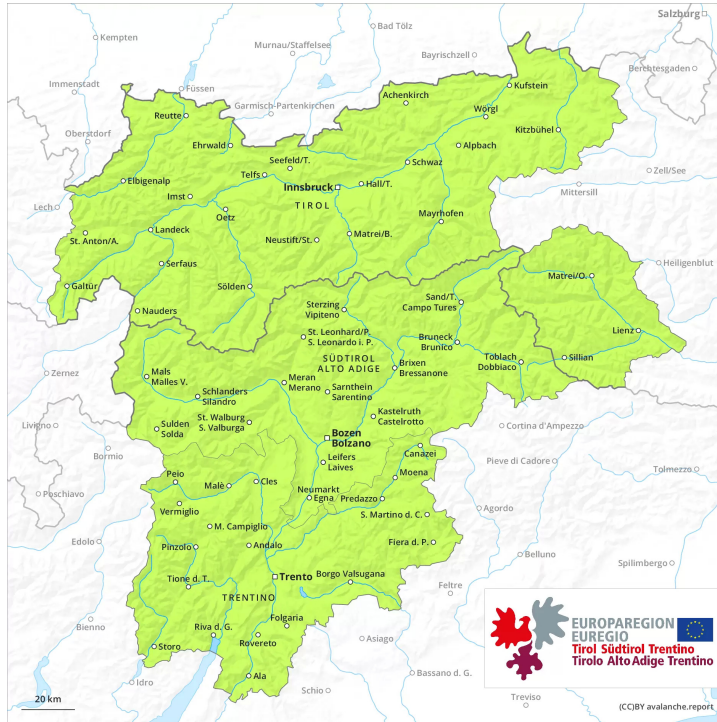 Salzburg
Bad Tölz
Kempten
Murnau/Staffelsee
Bayrischzell
Berchtesgaden
Immenstadt
Füssen
Kufstein
Achenkirch
Garmisch-Partenkirchen
Wörgl
Reutte
Oberstdorf
Kitzbühel
Ehrwald
Alpbach
Seefeld/T.
Schwaz
Telfs
Zell/See
Elbigenalp
Innsbruck
Hall/T.
Mittersill
Imst
TIROL
Lech
Oetz
Mayrhofen
Landeck
St. Anton/A.
Neustift/St.
Matrei/B.
Serfaus
Heiligenblut
Matrei/O.
Galtür
Sölden
Sand/T.
Campo Tures
Nauders
Sterzing
Vipiteno
Lienz
St. Leonhard/P.
S. Leonardo i. P.
Bruneck
Brunico
SÜDTIROL
ALTO ADIGE
Toblach
Dobbiaco
Sillian
Brixen
Bressanone
Zernez
Mals
Malles V.
Meran
Merano
Sarnthein
Sarentino
Schlanders
Silandro
St. Walburg
S. Valburga
Kastelruth
Castelrotto
Livigno
Sulden
Solda
Cortina d'Ampezzo
Bozen
Bolzano
Bormio
Canazei
Leifers
Laives
Pieve di Cadore
Tolmezzo
Moena
Peio
Malè
Cles
Poschiavo
Neumarkt
Egna
Predazzo
Vermiglio
Agordo
S. Martino d. C.
M. Campiglio
Edolo
Pinzolo
Andalo
Fiera d. P.
Belluno
Spilimbergo
Tione d. T.
Trento
Borgo Valsugana
Feltre
TRENTINO
Bienno
Folgaria
Riva d. G.
Asiago
Storo
Rovereto
EUROPAREGION
EUREGIO
Tirol Südtirol Trentino
Tirolo Alto Adige Trentino
Ala
Bassano d. G.
Idro
Schio
20 km
Treviso
(CC)BY avalanche.report